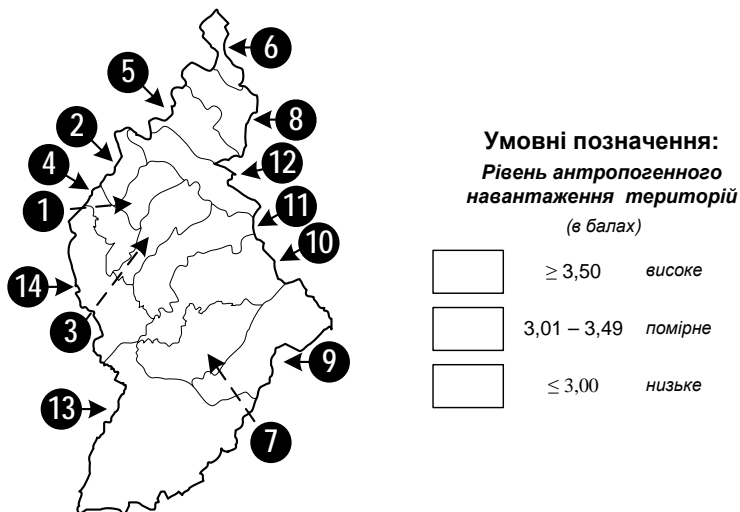 6
5
8
2
12
4
1
11
10
14
3
9
13
7
Умовні позначення:
Рівень антропогенного
навантаження територій
(в балах)
≥ 3,50 високе
3,01 – 3,49 помірне
≤ 3,00 низьке